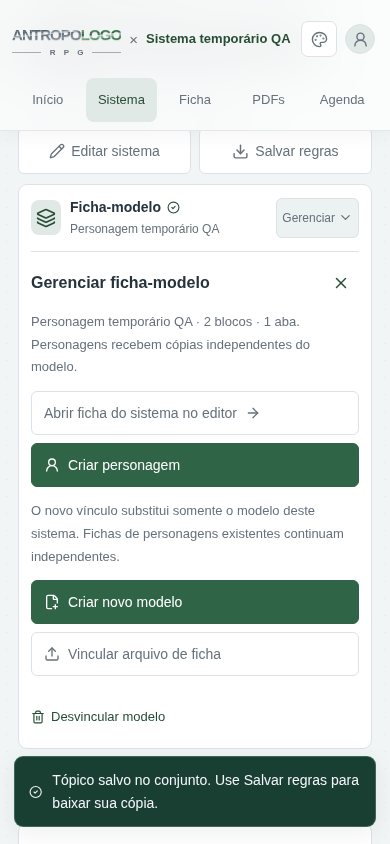 ANTROPOLOGO
RPG
× Sistema temporário QA
Início Sistema Ficha PDFs Agenda
Editar sistema Salvar regras
Ficha-modelo
Personagem temporário QA
Gerenciar
Gerenciar ficha-modelo
Personagem temporário QA · 2 blocos · 1 aba.
Personagens recebem cópias independentes do
modelo.
Abrir ficha do sistema no editor
Criar personagem
O novo vínculo substitui somente o modelo deste
sistema. Fichas de personagens existentes continuam
independentes.
Criar novo modelo
Vincular arquivo de ficha
Desvincular modelo
Tópico salvo no conjunto. Use Salvar regras para
baixar sua cópia.